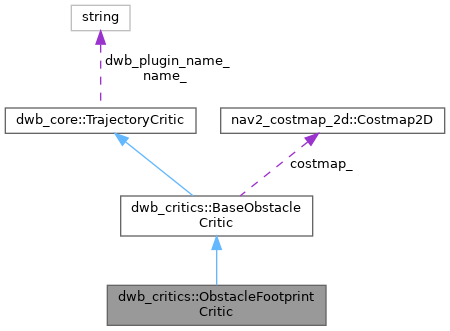 string
dwb_plugin_name_
name_
dwb_core::TrajectoryCritic
nav2_costmap_2d::Costmap2D
costmap_
dwb_critics::BaseObstacle
Critic
dwb_critics::ObstacleFootprint
Critic